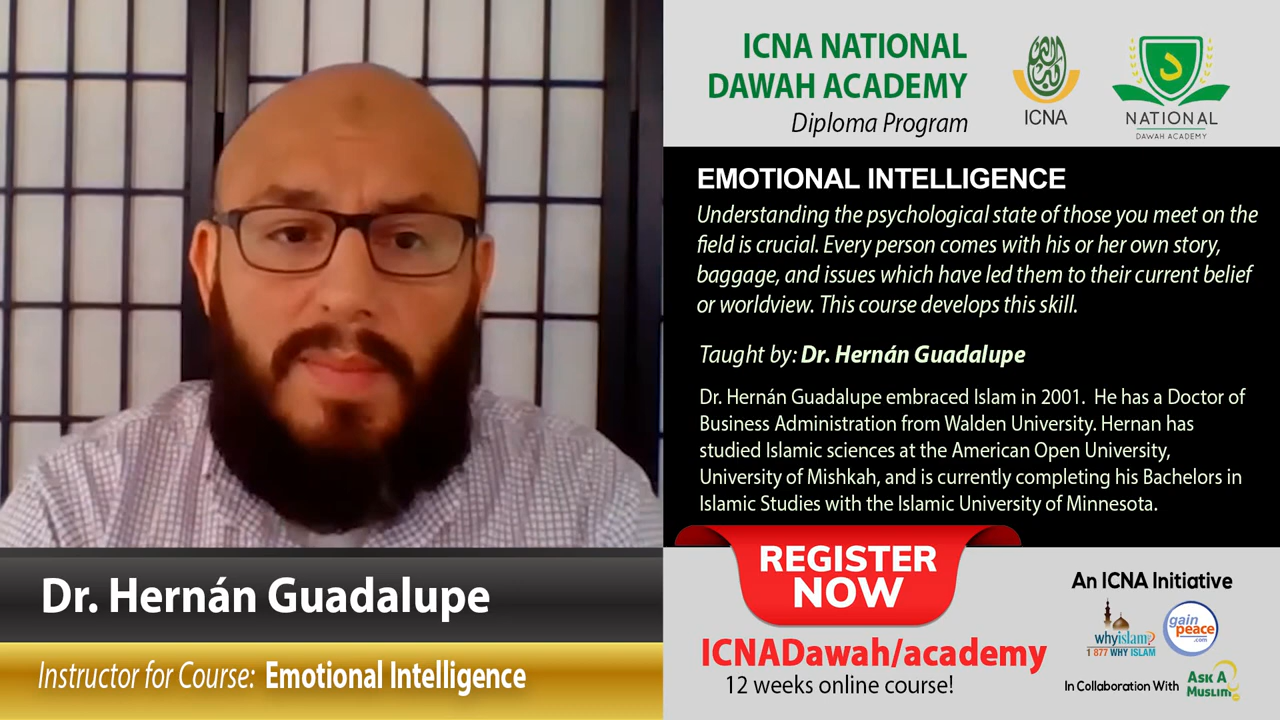 ICNA NATIONAL
DAWAH ACADEMY
Diploma Program
ICNA
د
NATIONAL
DAWAH ACADEMY
EMOTIONAL INTELLIGENCE
Understanding the psychological state of those you meet on the
field is crucial. Every person comes with his or her own story,
baggage, and issues which have led them to their current belief
or worldview. This course develops this skill.
Taught by: Dr. Hernán Guadalupe
Dr. Hernán Guadalupe embraced Islam in 2001. He has a Doctor of
Business Administration from Walden University. Hernan has
studied Islamic sciences at the American Open University,
University of Mishkah, and is currently completing his Bachelors in
Islamic Studies with the Islamic University of Minnesota.
Dr. Hernán Guadalupe
Instructor for Course: Emotional Intelligence
REGISTER
NOW
ICNADawah/academy
12 weeks online course!
An ICNA Initiative
whyislam?
1 877 WHY ISLAM
gain
peace
.com
In Collaboration With
ASK A
MUSLIM